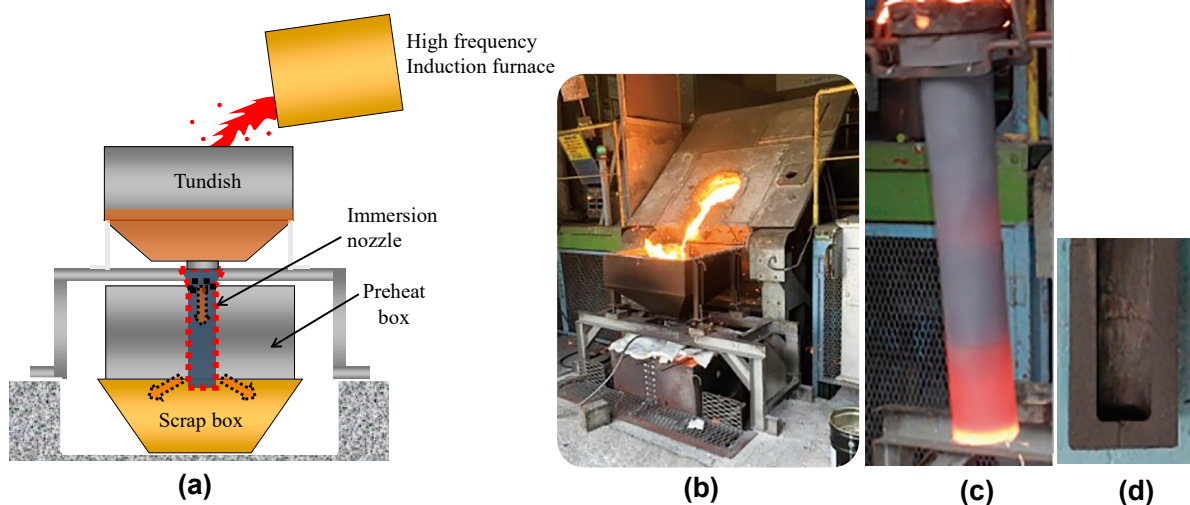 High frequency
Induction furnace
Tundish
Immersion
nozzle
Preheat
box
Scrap box
(a)
(b)
(c)
(d)